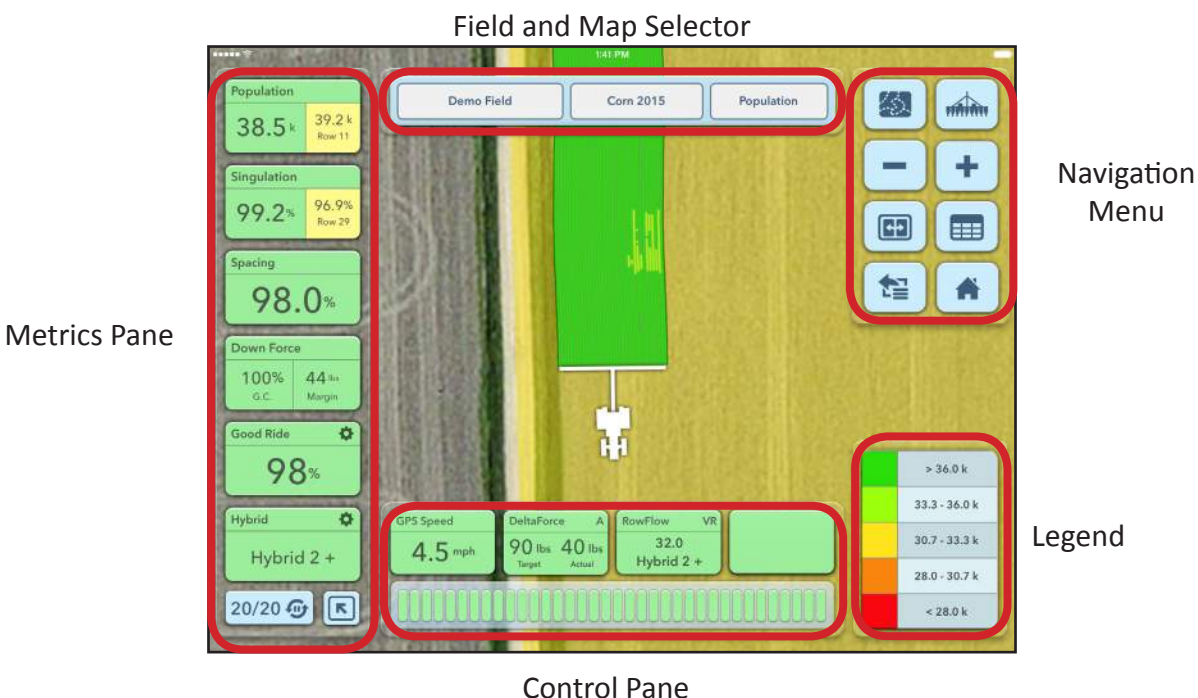 Field and Map Selector
1:41 PM
Demo Field
Corn 2015
Population
Population
38.5 k
39.2 k
Row 11
Singulation
99.2%
96.9%
Row 29
Spacing
98.0%
Down Force
100%
G.C.
44 lbs
Margin
Good Ride
98%
Hybrid
Hybrid 2 +
20/20
Metrics Pane
Navigation
Menu
GPS Speed
4.5 mph
DeltaForce A
90 lbs 40 lbs
Target Actual
RowFlow VR
32.0
Hybrid 2 +
> 36.0 k
33.3 - 36.0 k
30.7 - 33.3 k
28.0 - 30.7 k
< 28.0 k
Legend
Control Pane